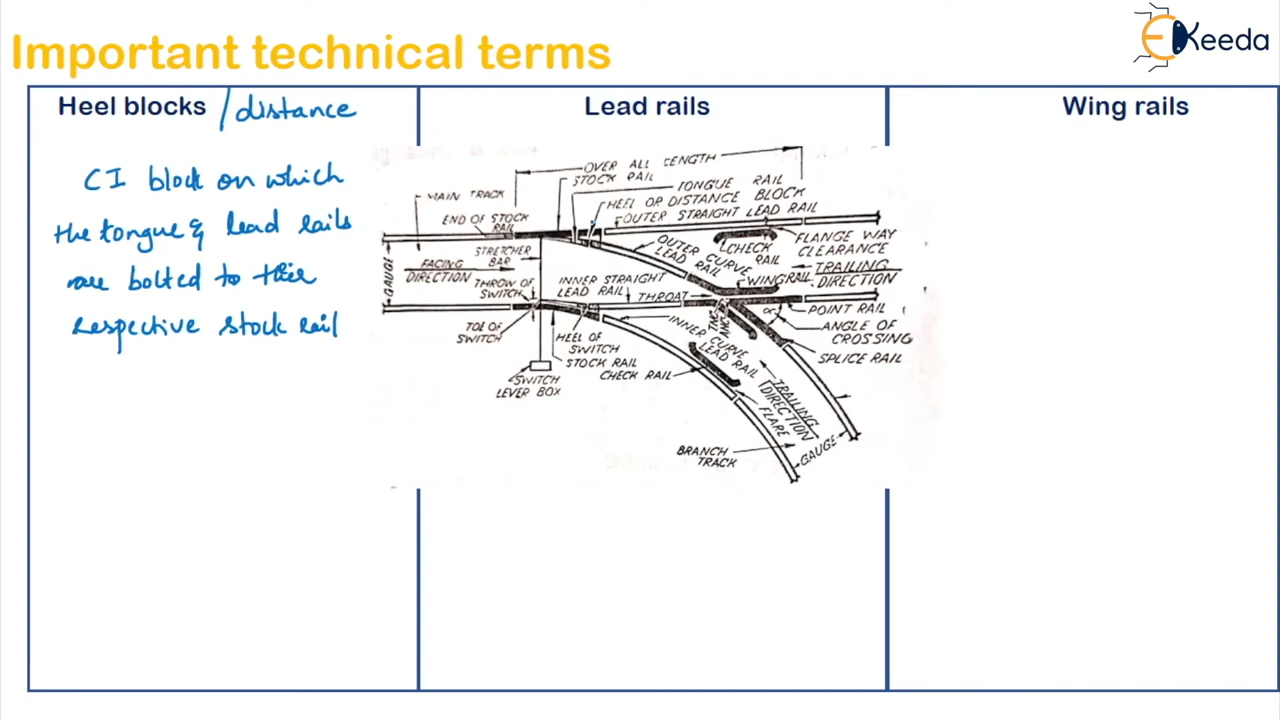 Important technical terms
EKeeda
Heel blocks / distance
CI block on which
the tongue & lead rails
are bolted to their
respective stock rail
Lead rails
Wing rails
OVER ALL LENGTH
STOCK RAIL
MAIN TRACK
TONGUE RAIL
HEEL OR DISTANCE BLOCK
OUTER STRAIGHT LEAD RAIL
END OF STOCK
RAIL
FLANGE WAY
CLEARANCE
CHECK
RAIL
OUTER CURVE
LEAD RAIL
STRETCHER
BAR
GAUGE
FACING
DIRECTION
TRAILING
DIRECTION
WING RAIL
INNER STRAIGHT
LEAD RAIL
THROAT
THROW OF
SWITCH
POINT RAIL
ANGLE OF
CROSSING
α
TOE OF
SWITCH
HEEL OF
SWITCH
STOCK RAIL
CHECK RAIL
INNER CURVE
LEAD RAIL
TNC
ANC
SPLICE RAIL
SWITCH
LEVER BOX
TRAILING
DIRECTION
FLARE
BRANCH
TRACK
GAUGE